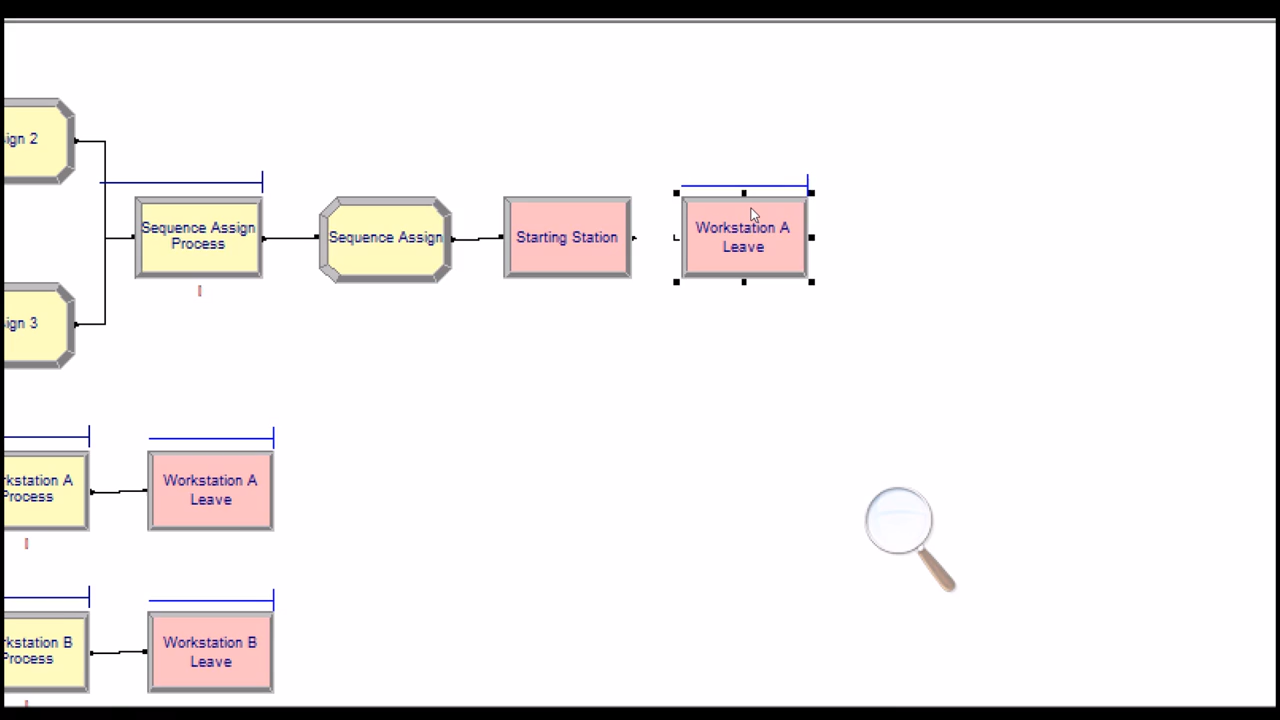 ign 2
Sequence Assign
Process
Sequence Assign
Starting Station
Workstation A
Leave
ign 3
rkstation A
Process
Workstation A
Leave
rkstation B
Process
Workstation B
Leave